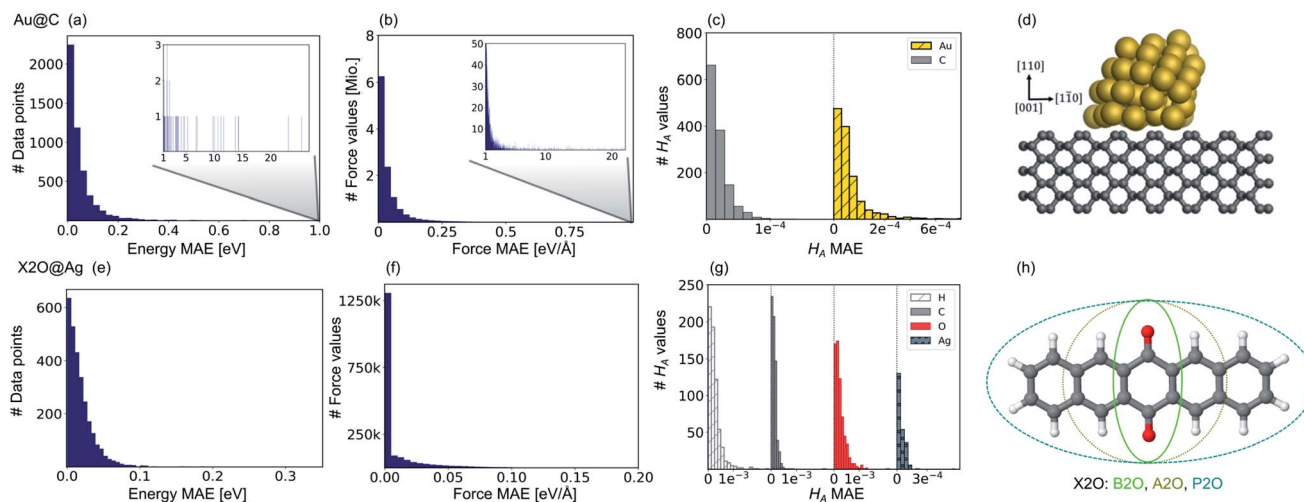 Au@C (a)
(b)
(c)
(d)
# Data points
2000
1500
1000
500
3
2
1
1 5 10 15 20
0.0 0.2 0.4 0.6 0.8 1.0
Energy MAE [eV]
# Force values [Mio.]
8
6
4
2
50
40
30
20
10
1 10 20
0 0.25 0.5 0.75
Force MAE [eV/Å]
# H_A values
800
600
400
200
0
Au
C
0 1e-4 0 2e-4 6e-4
H_A MAE
[110]
[11̄0]
[001]
X2O@Ag (e)
(f)
(g)
(h)
# Data points
600
400
200
0.0 0.1 0.2 0.3
Energy MAE [eV]
# Force values
1250k
750k
250k
0.00 0.05 0.10 0.15 0.20
Force MAE [eV/Å]
# H_A values
250
200
150
100
50
H
C
O
Ag
0 1e-3 0 1e-3 0 1e-3 0 3e-4
H_A MAE
X2O: B2O, A2O, P2O